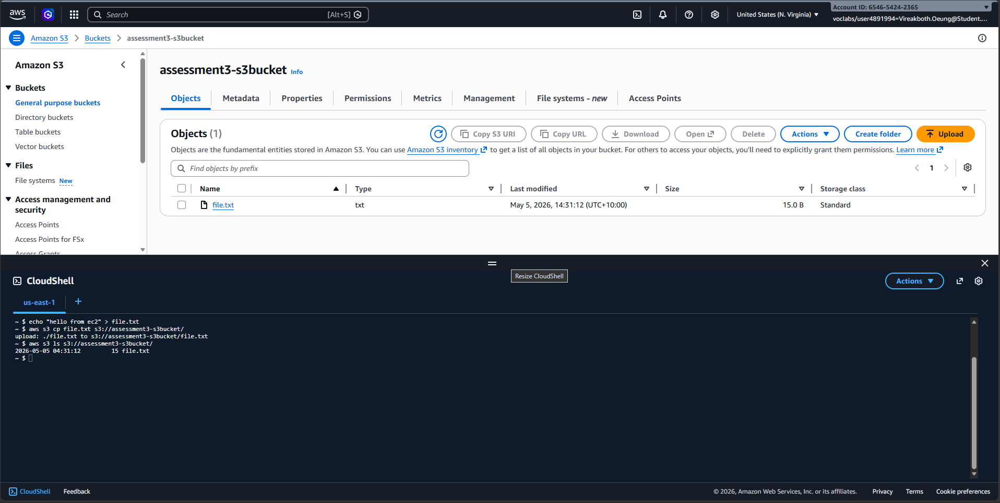 aws
Search [Alt+S]
United States (N. Virginia)
Account ID: 6546-5424-2365
voclabs/user4891994=Vireakboth.Oeung@Student....
Amazon S3 Buckets assessment3-s3bucket
Amazon S3
Buckets
General purpose buckets
Directory buckets
Table buckets
Vector buckets
Files
File systems New
Access management and
security
Access Points
Access Points for FSx
Access Grants
assessment3-s3bucket Info
Objects Metadata Properties Permissions Metrics Management File systems - new Access Points
Objects (1)
Copy S3 URI Copy URL Download Open Delete Actions Create folder Upload
Objects are the fundamental entities stored in Amazon S3. You can use Amazon S3 inventory to get a list of all objects in your bucket. For others to access your objects, you'll need to explicitly grant them permissions. Learn more
Find objects by prefix
1
Name Type Last modified Size Storage class
file.txt txt May 5, 2026, 14:31:12 (UTC+10:00) 15.0 B Standard
Resize CloudShell
CloudShell
Actions
us-east-1 +
~ $ echo "hello from ec2" > file.txt
~ $ aws s3 cp file.txt s3://assessment3-s3bucket/
upload: ./file.txt to s3://assessment3-s3bucket/file.txt
~ $ aws s3 ls s3://assessment3-s3bucket/
2026-05-05 04:31:12         15 file.txt
~ $
CloudShell Feedback
© 2026, Amazon Web Services, Inc. or its affiliates. Privacy Terms Cookie preferences